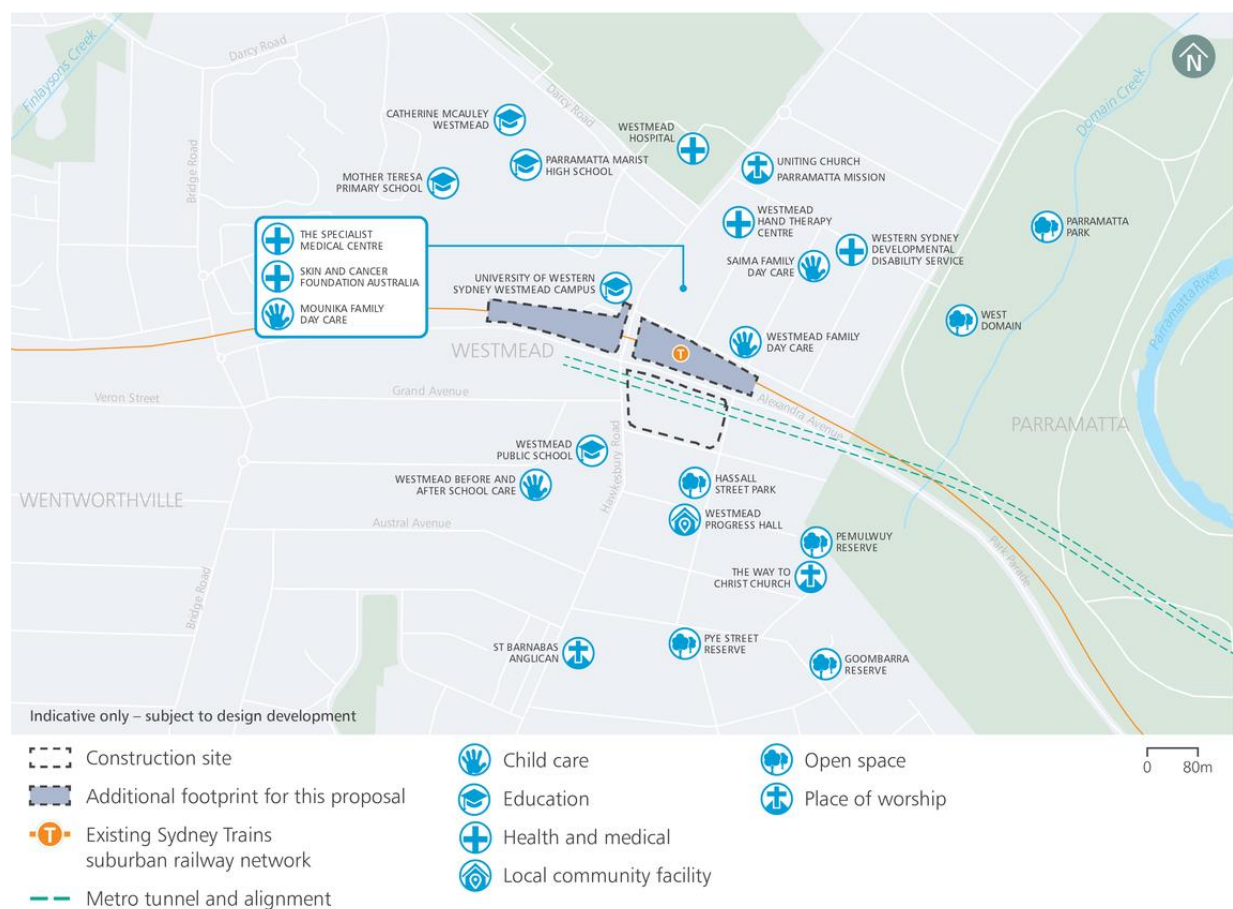 Finlaysons Creek
Darcy Road
Darcy Road
Domain Creek
N
CATHERINE MCAULEY
WESTMEAD
WESTMEAD
HOSPITAL
Bridge Road
MOTHER TERESA
PRIMARY SCHOOL
PARRAMATTA MARIST
HIGH SCHOOL
UNITING CHURCH
PARRAMATTA MISSION
THE SPECIALIST
MEDICAL CENTRE
SKIN AND CANCER
FOUNDATION AUSTRALIA
MOUNIKA FAMILY
DAY CARE
WESTMEAD
HAND THERAPY
CENTRE
WESTERN SYDNEY
DEVELOPMENTAL
DISABILITY SERVICE
SAIMA FAMILY
DAY CARE
PARRAMATTA
PARK
UNIVERSITY OF WESTERN
SYDNEY WESTMEAD CAMPUS
WEST
DOMAIN
Parramatta River
WESTMEAD
T
WESTMEAD FAMILY
DAY CARE
Veron Street
Grand Avenue
Alexandra Avenue
PARRAMATTA
WESTMEAD
PUBLIC SCHOOL
Hawkesbury Road
WESTMEAD BEFORE AND
AFTER SCHOOL CARE
HASSALL
STREET PARK
WENTWORTHVILLE
WESTMEAD
PROGRESS HALL
Austral Avenue
PEMULWUY
RESERVE
Park Parade
THE WAY TO
CHRIST CHURCH
Bridge Road
ST BARNABAS
ANGLICAN
PYE STREET
RESERVE
GOOMBARRA
RESERVE
Indicative only – subject to design development
Construction site
Additional footprint for this proposal
T
Existing Sydney Trains
suburban railway network
Metro tunnel and alignment
Child care
Education
Health and medical
Local community facility
Open space
Place of worship
0 80m